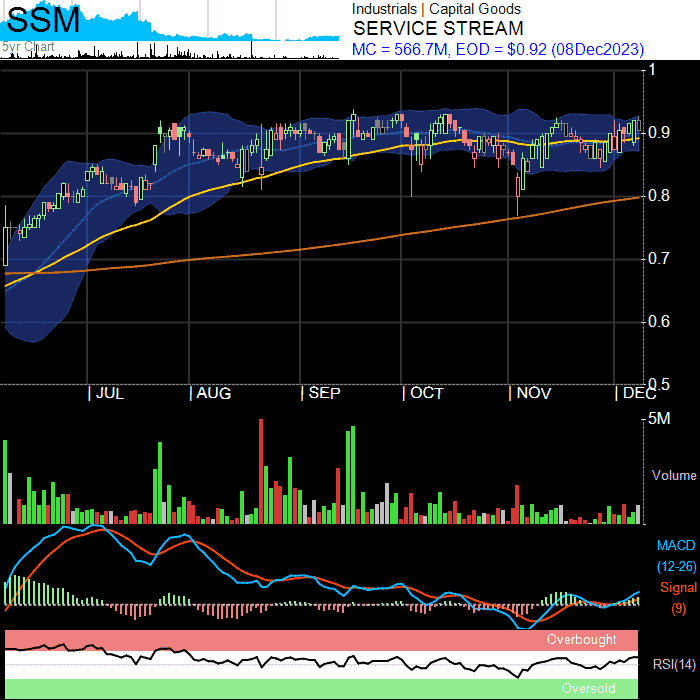 SSM
5yr Chart
Industrials | Capital Goods
SERVICE STREAM
MC = 566.7M, EOD = $0.92 (08Dec2023)
1
0.9
0.8
0.7
0.6
0.5
| JUL | AUG | SEP | OCT | NOV | DEC
5M
Volume
MACD
(12-26)
Signal
(9)
Overbought
RSI(14)
Oversold